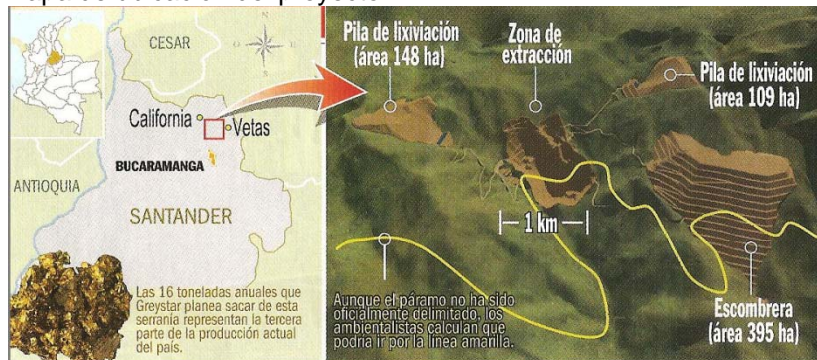 CESAR
California
Vetas
BUCARAMANGA
ANTIOQUIA
SANTANDER
Las 16 toneladas anuales que
Greystar planea sacar de esta
serranía representan la tercera
parte de la producción actual
del país.
Pila de lixiviación
(área 148 ha)
Zona de
extracción
Pila de lixiviación
(área 109 ha)
1 km
Aunque el páramo no ha sido
oficialmente delimitado, los
ambientalistas calculan que
podría ir por la línea amarilla.
Escombrera
(área 395 ha)